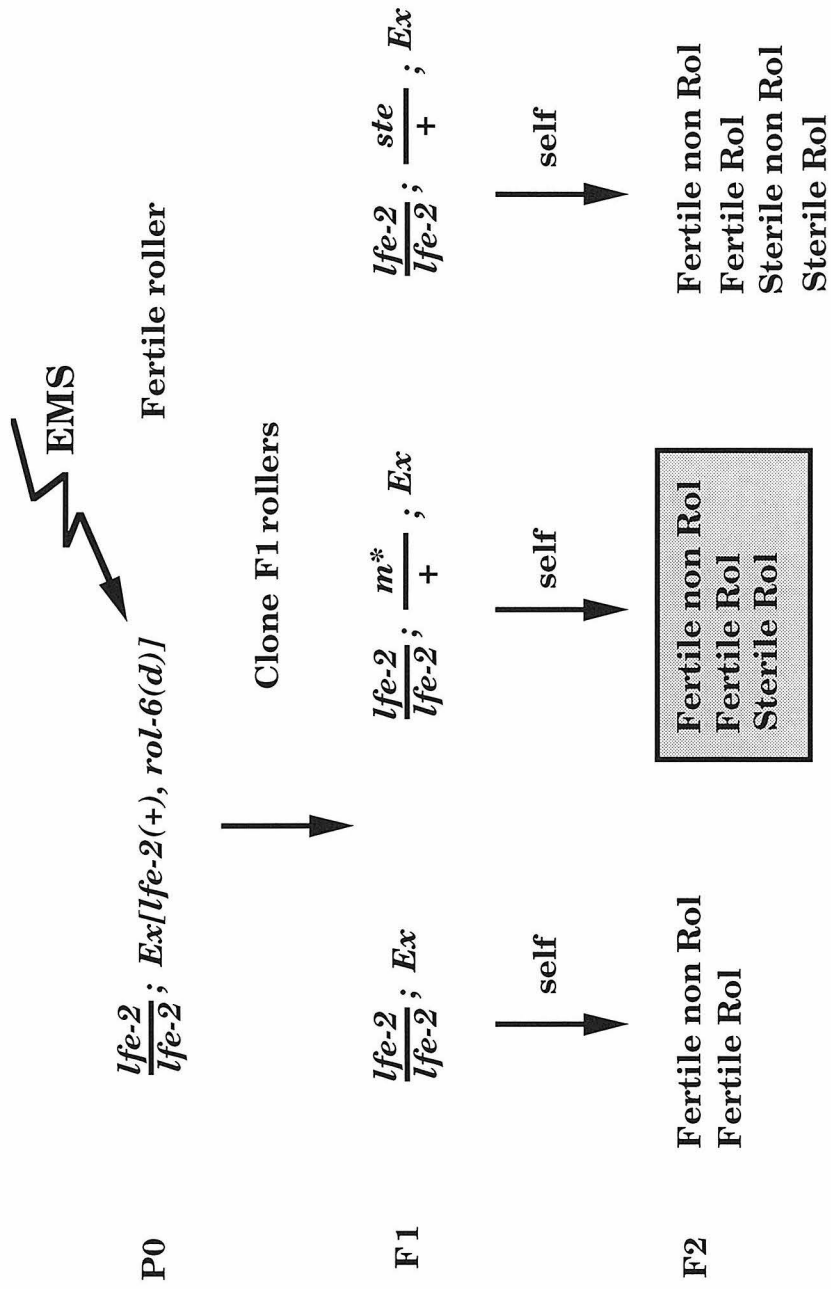 EMS
P0
lfe-2
lfe-2 ; Ex[lfe-2(+), rol-6(d)]
Fertile roller
Clone F1 rollers
F1
lfe-2
lfe-2 ; Ex
lfe-2
lfe-2 ; m*
+ ; Ex
lfe-2
lfe-2 ; ste
+ ; Ex
self
self
self
F2
Fertile non Rol
Fertile Rol
Fertile non Rol
Fertile Rol
Sterile Rol
Fertile non Rol
Fertile Rol
Sterile non Rol
Sterile Rol